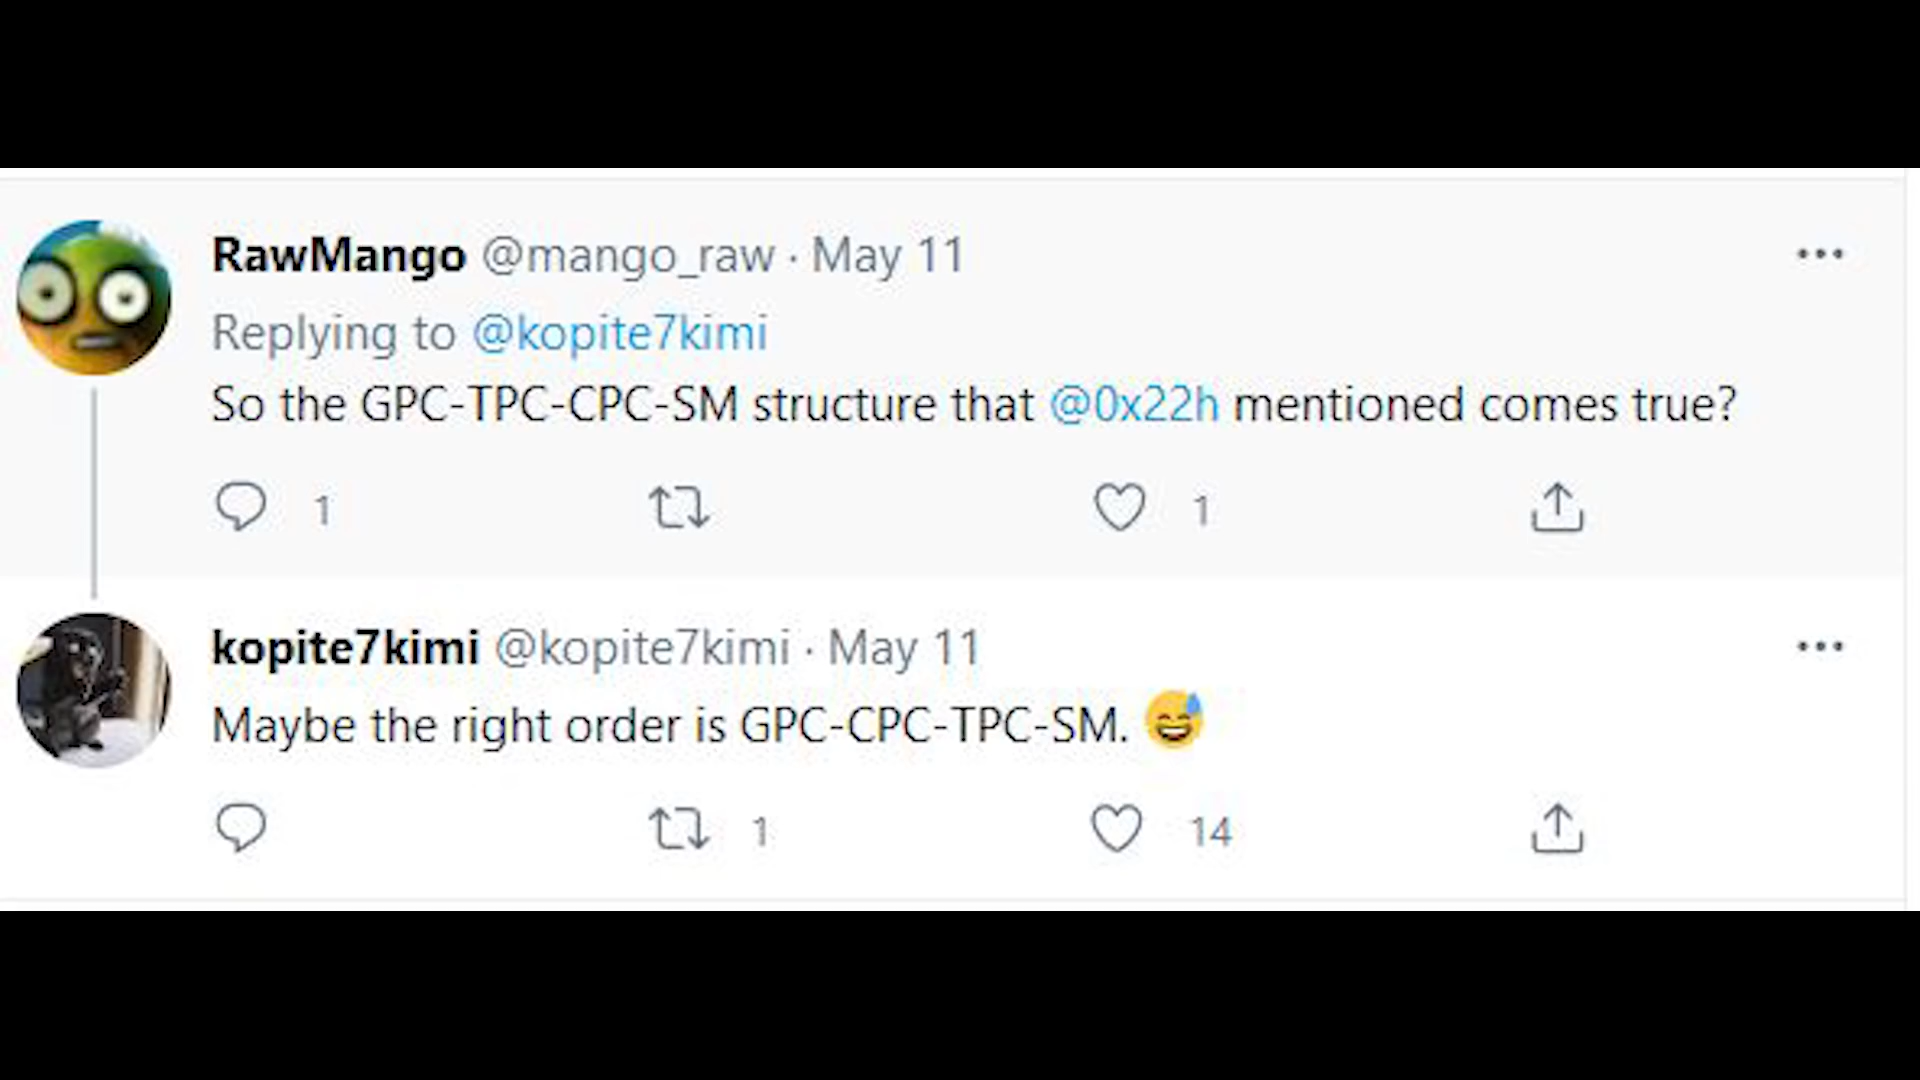 RawMango @mango_raw · May 11
Replying to @kopite7kimi
So the GPC-TPC-CPC-SM structure that @0x22h mentioned comes true?
1 1
kopite7kimi @kopite7kimi · May 11
Maybe the right order is GPC-CPC-TPC-SM. 😅
1 14